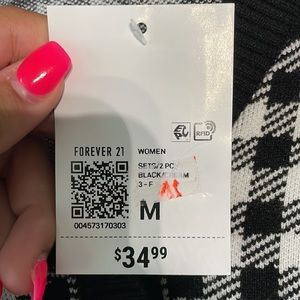 RFID
FOREVER 21
WOMEN
SETS/2 PC
BLACK/CREAM
3 - F
M
004573170303
$34.99